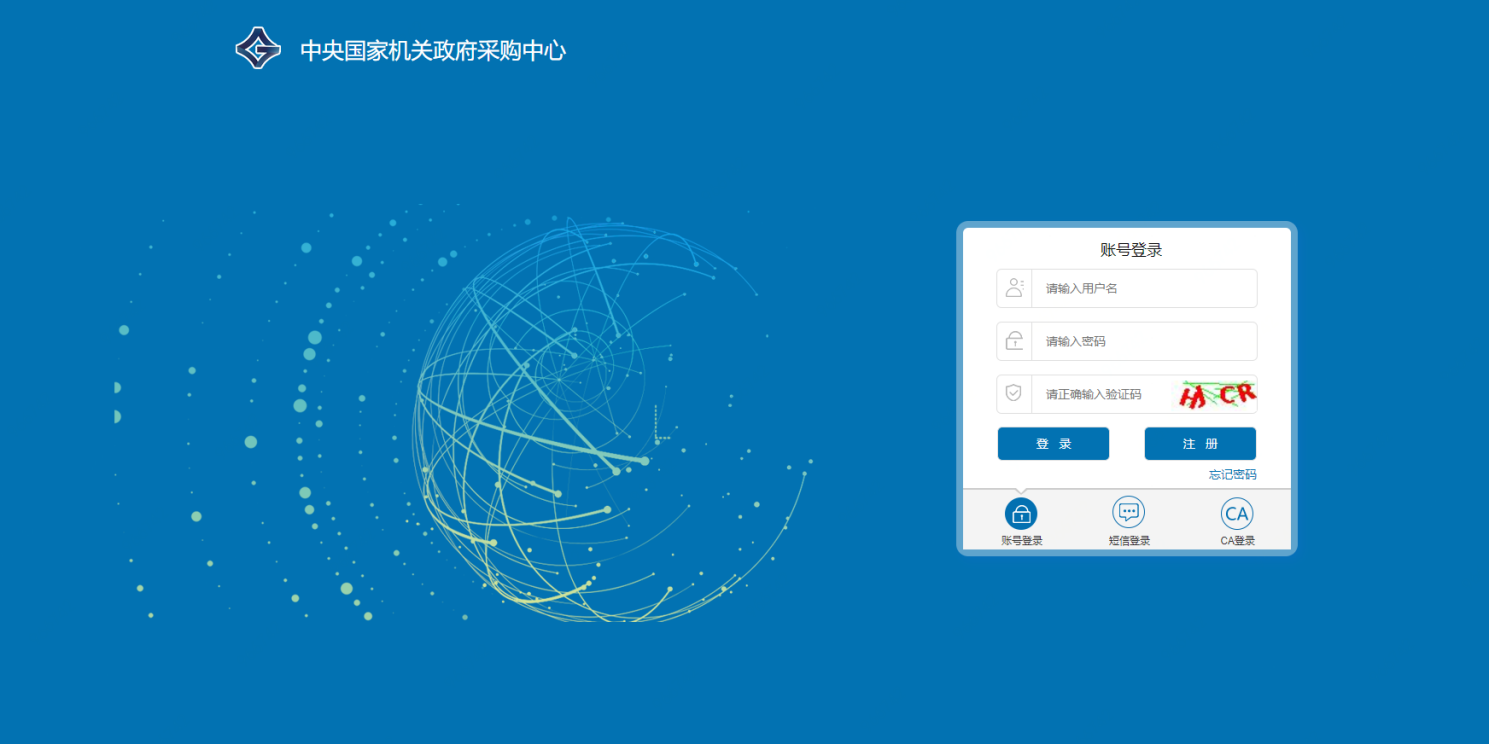 中央国家机关政府采购中心
账号登录
请输入用户名
请输入密码
请正确输入验证码
登 录 注 册
忘记密码
CA
账号登录 短信登录 CA登录